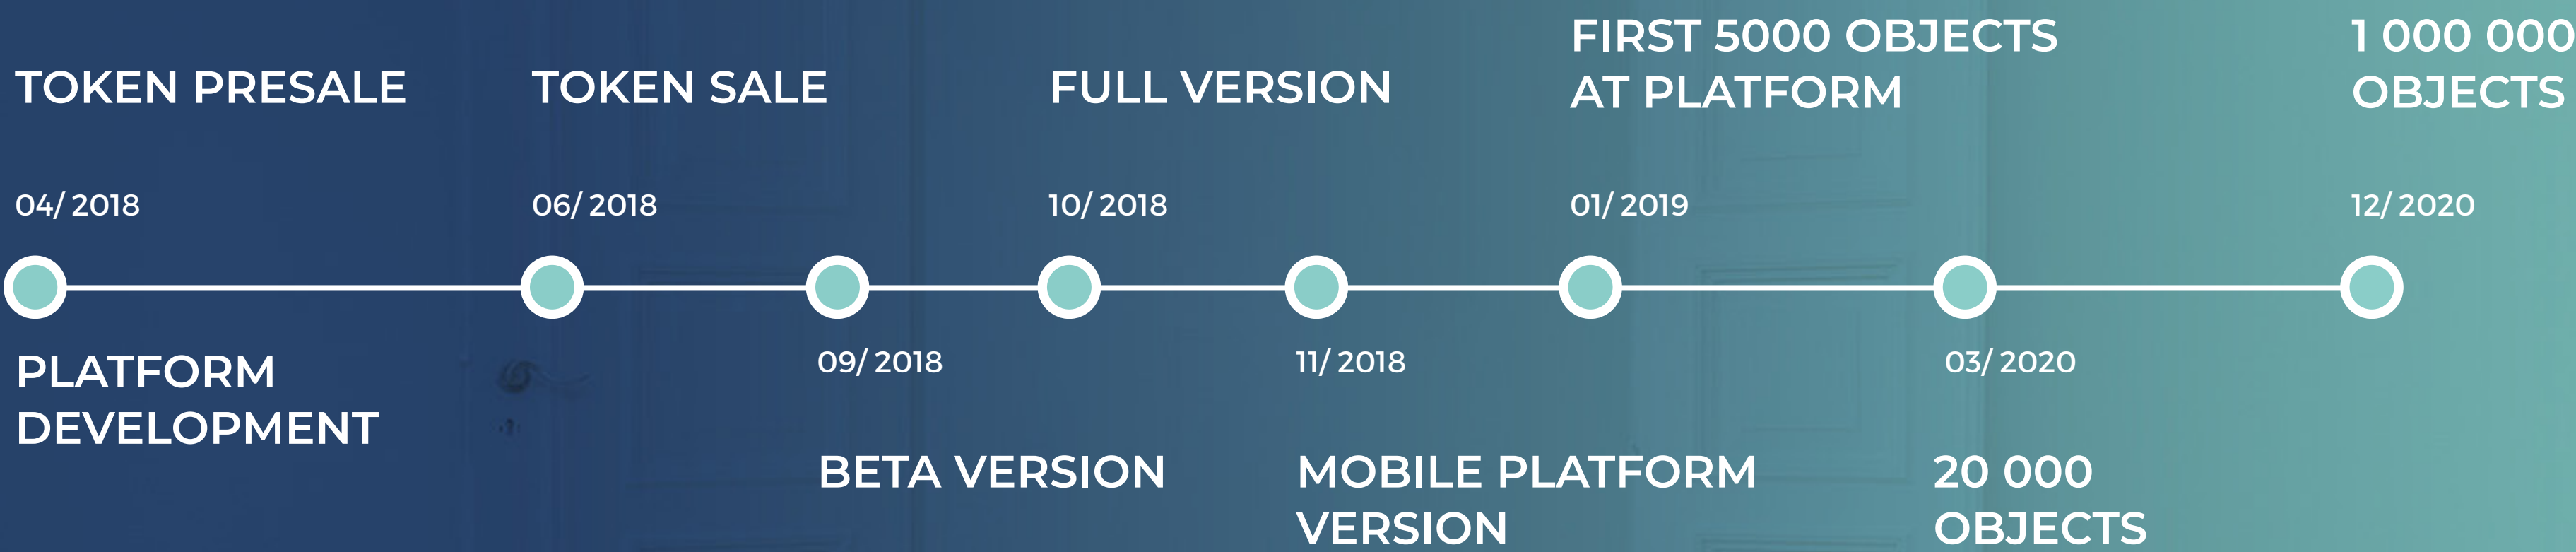 TOKEN PRESALE
04/ 2018
PLATFORM
DEVELOPMENT
TOKEN SALE
06/ 2018
09/ 2018
BETA VERSION
FULL VERSION
10/ 2018
11/ 2018
MOBILE PLATFORM
VERSION
FIRST 5000 OBJECTS
AT PLATFORM
01/ 2019
03/ 2020
20 000
OBJECTS
1 000 000
OBJECTS
12/ 2020